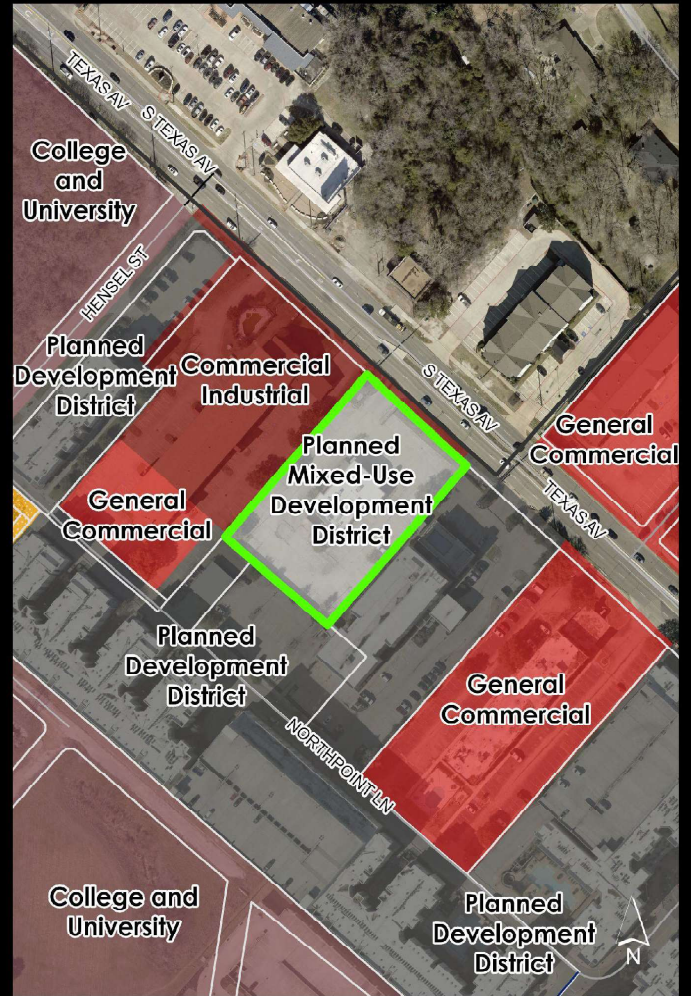 TEXAS AV
S TEXAS AV
College
and
University
HENSEL ST
Planned
Development
District
Commercial
Industrial
S TEXAS AV
General
Commercial
Planned
Mixed-Use
Development
District
General
Commercial
TEXAS AV
Planned
Development
District
General
Commercial
NORTHPOINT LN
College and
University
Planned
Development
District
N